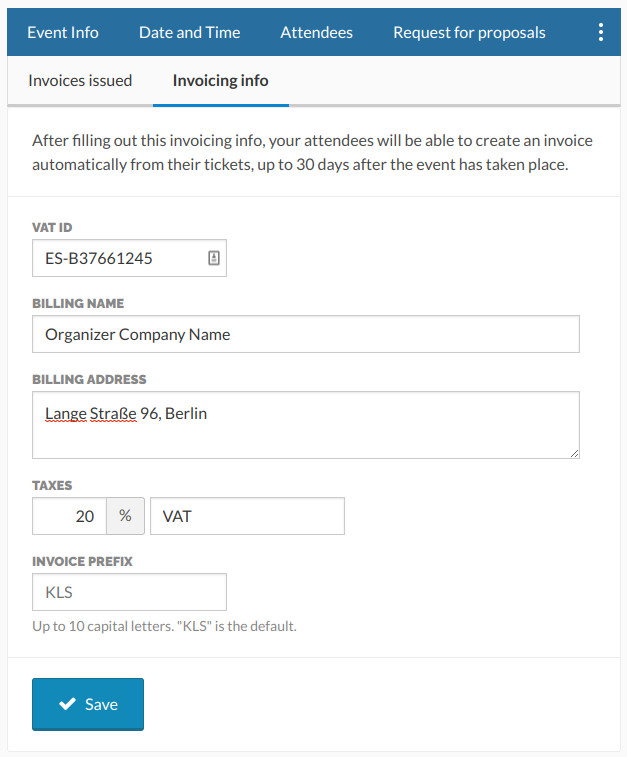 Event Info Date and Time Attendees Request for proposals
Invoices issued Invoicing info
After filling out this invoicing info, your attendees will be able to create an invoice
automatically from their tickets, up to 30 days after the event has taken place.
VAT ID
ES-B37661245
BILLING NAME
Organizer Company Name
BILLING ADDRESS
Lange Straße 96, Berlin
TAXES
20 % VAT
INVOICE PREFIX
KLS
Up to 10 capital letters. "KLS" is the default.
Save